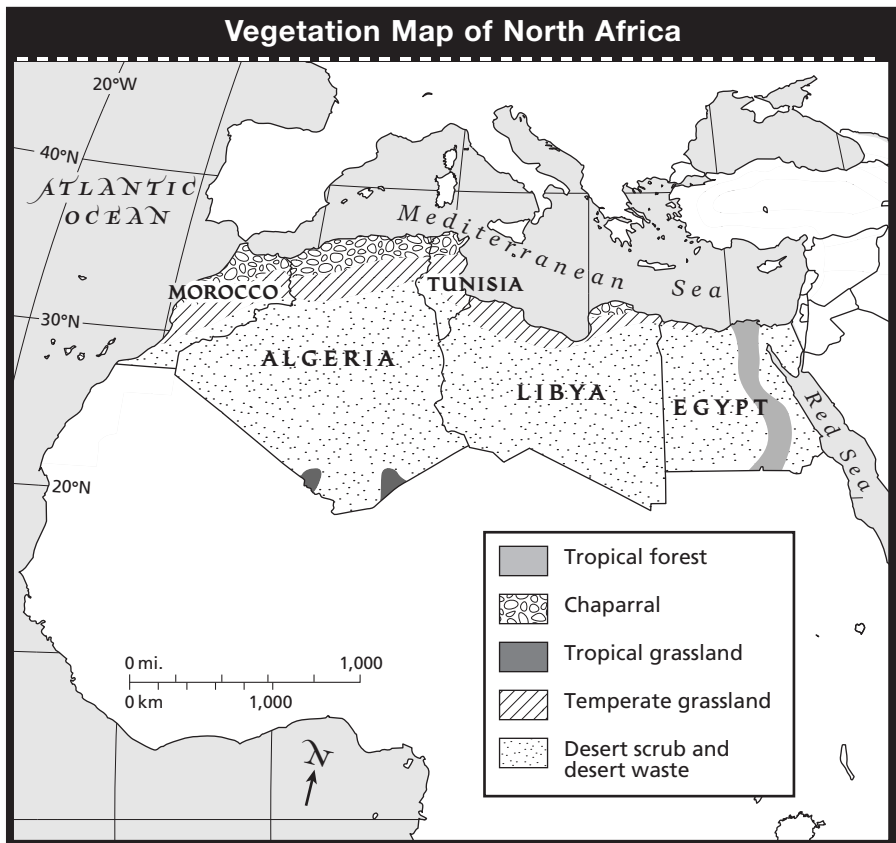 Vegetation Map of North Africa
20°W
40°N
ATLANTIC
OCEAN
Mediterranean Sea
MOROCCO
TUNISIA
30°N
ALGERIA
LIBYA
EGYPT
Red Sea
20°N
Tropical forest
Chaparral
Tropical grassland
Temperate grassland
Desert scrub and
desert waste
0 mi. 1,000
0 km 1,000
N